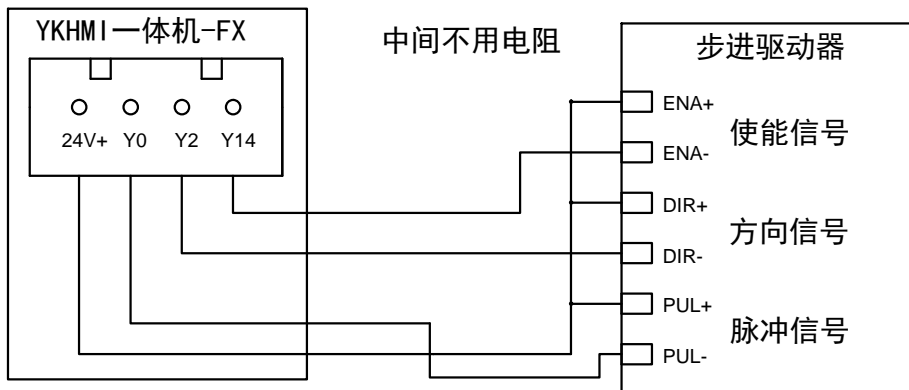 YKHMI一体机-FX
中间不用电阻
步进驱动器
24V+ Y0 Y2 Y14
ENA+
使能信号
ENA-
DIR+
方向信号
DIR-
PUL+
脉冲信号
PUL-